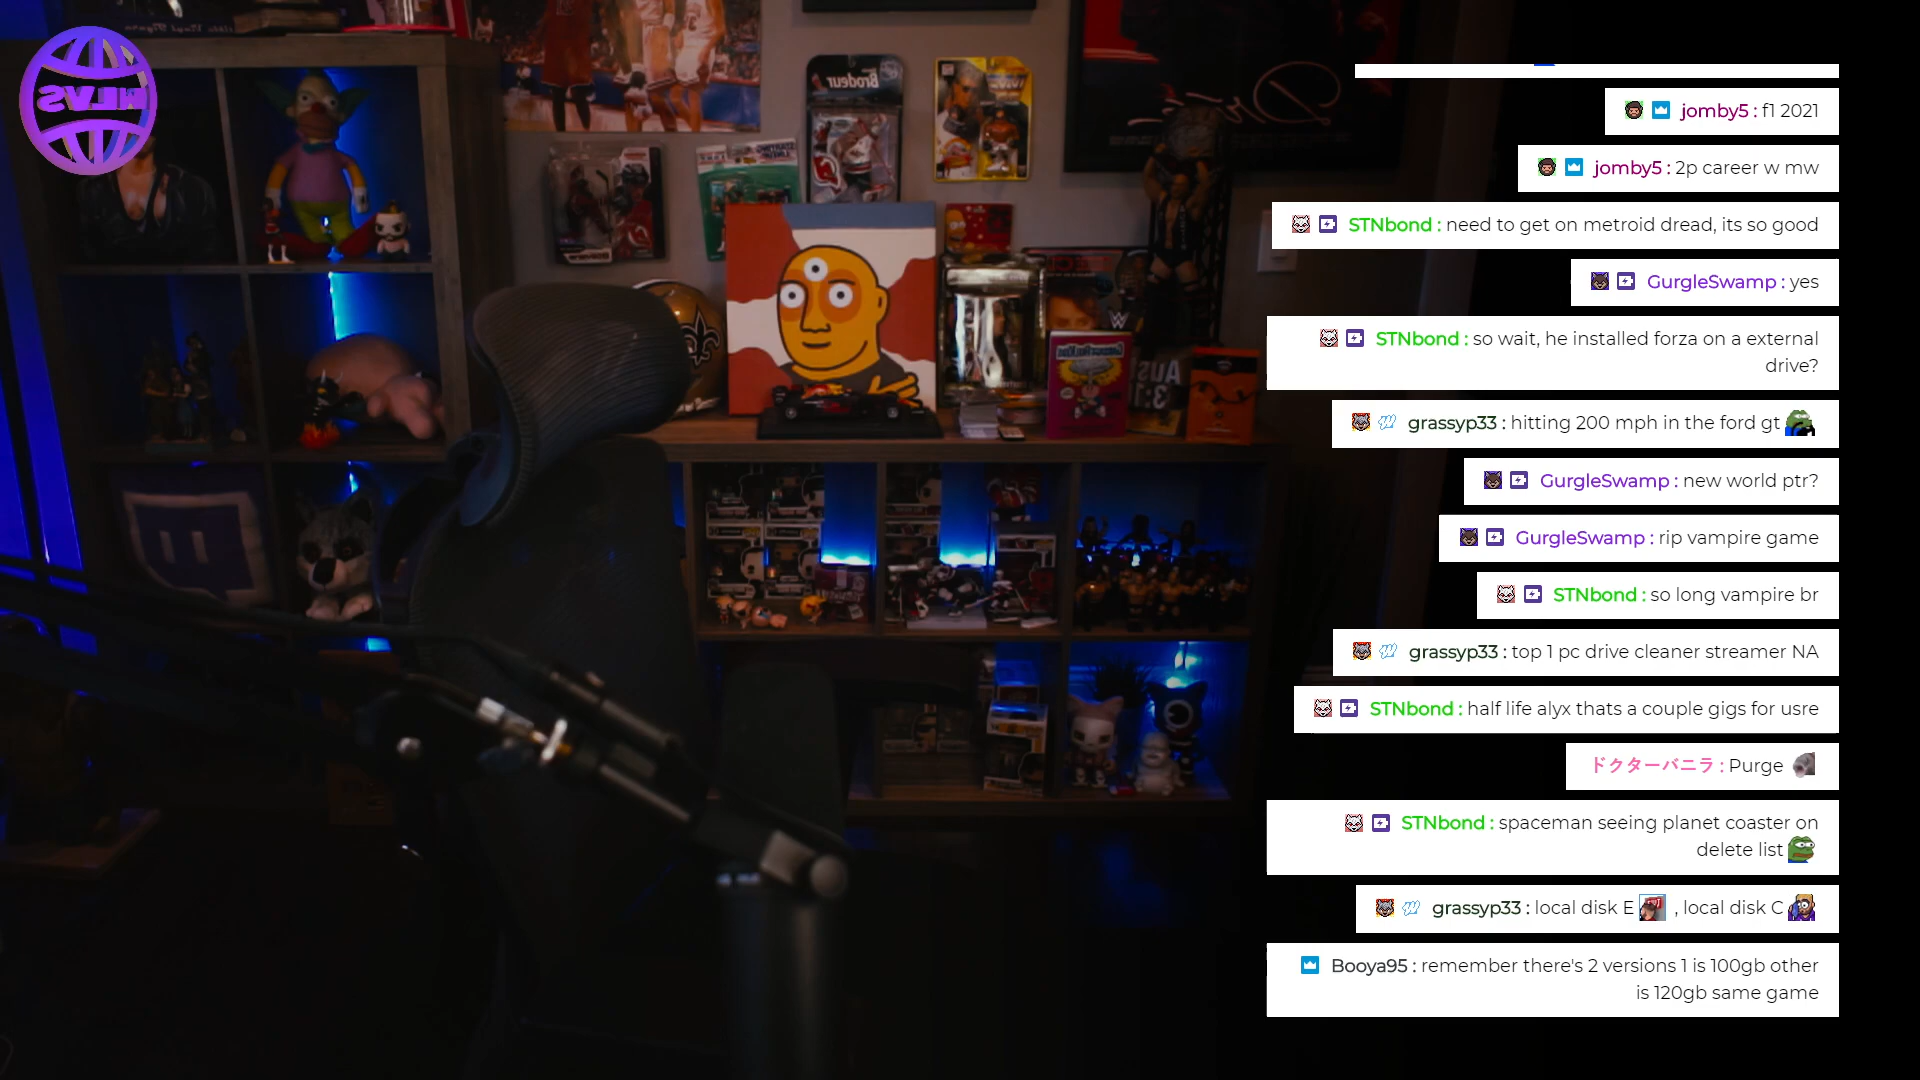 NLVS
Brodeur
jomby5 : f1 2021
jomby5 : 2p career w mw
STNbond : need to get on metroid dread, its so good
GurgleSwamp : yes
STNbond : so wait, he installed forza on a external
drive?
grassyp33 : hitting 200 mph in the ford gt
GurgleSwamp : new world ptr?
GurgleSwamp : rip vampire game
STNbond : so long vampire br
grassyp33 : top 1 pc drive cleaner streamer NA
STNbond : half life alyx thats a couple gigs for usre
ドクターバニラ : Purge
STNbond : spaceman seeing planet coaster on
delete list
grassyp33 : local disk E , local disk C
Booya95 : remember there's 2 versions 1 is 100gb other
is 120gb same game